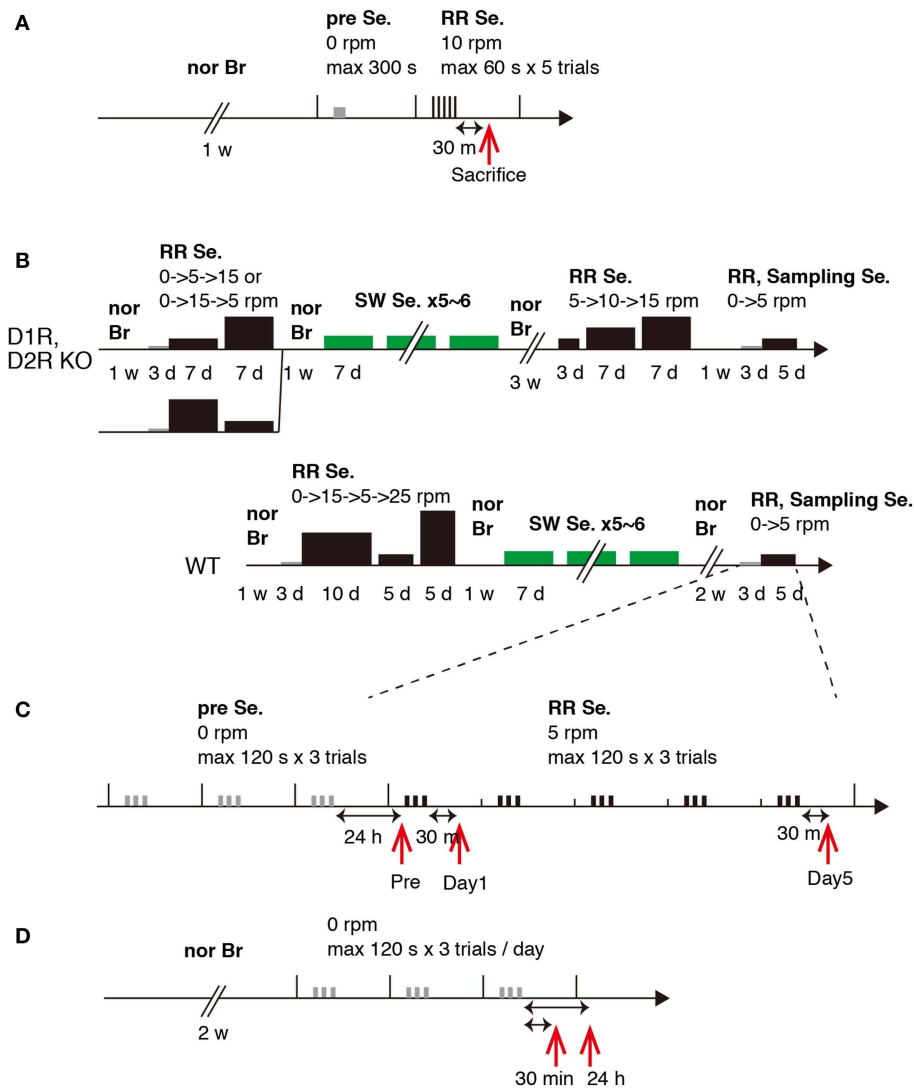 A
pre Se.
0 rpm
max 300 s
RR Se.
10 rpm
max 60 s x 5 trials
nor Br
1 w
30 m
Sacrifice
B
D1R,
D2R KO
nor
Br
RR Se.
0->5->15 or
0->15->5 rpm
nor
Br
SW Se. x5~6
nor
Br
RR Se.
5->10->15 rpm
RR, Sampling Se.
0->5 rpm
1 w 3 d 7 d 7 d 1 w 7 d 3 w 3 d 7 d 7 d 1 w 3 d 5 d
WT
nor
Br
RR Se.
0->15->5->25 rpm
nor
Br
SW Se. x5~6
nor
Br
RR, Sampling Se.
0->5 rpm
1 w 3 d 10 d 5 d 5 d 1 w 7 d 2 w 3 d 5 d
C
pre Se.
0 rpm
max 120 s x 3 trials
RR Se.
5 rpm
max 120 s x 3 trials
24 h
30 m
30 m
Pre
Day1
Day5
D
nor Br
0 rpm
max 120 s x 3 trials / day
2 w
30 min
24 h